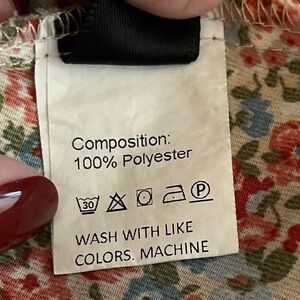 Composition:
100% Polyester
30 P
WASH WITH LIKE
COLORS. MACHINE